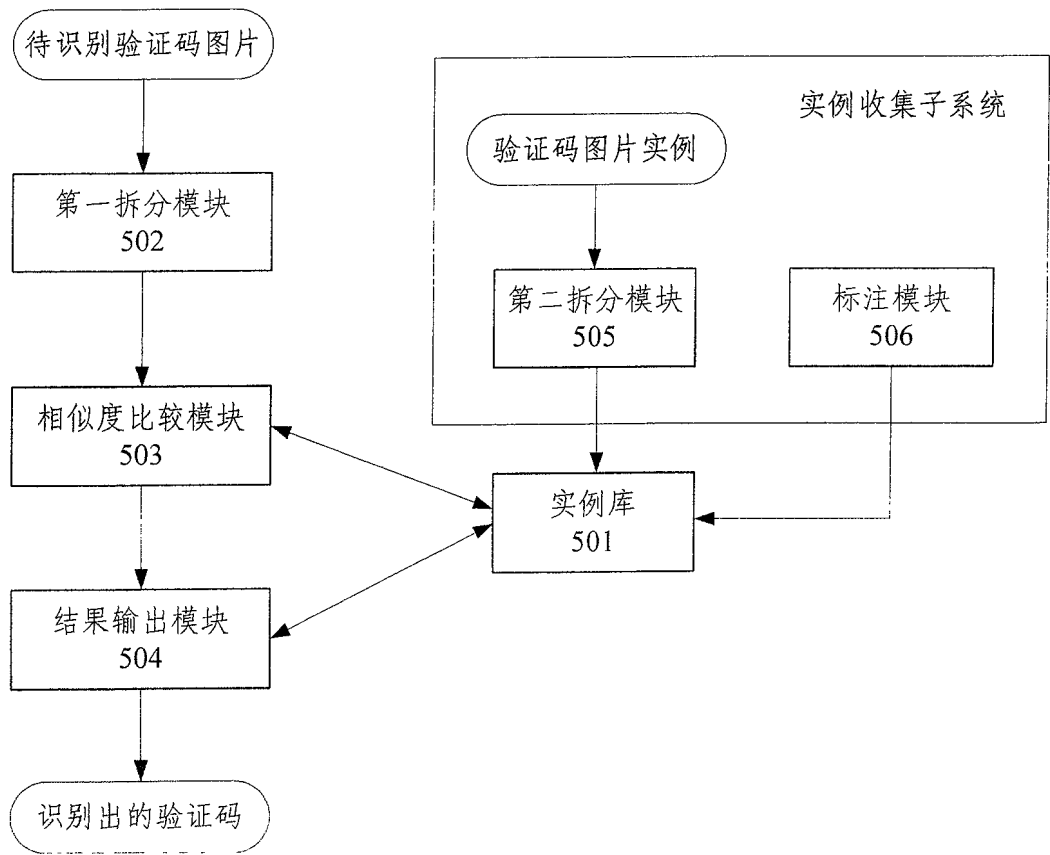 待识别验证码图片
第一拆分模块
502
相似度比较模块
503
结果输出模块
504
识别出的验证码
实例收集子系统
验证码图片实例
第二拆分模块
505
标注模块
506
实例库
501